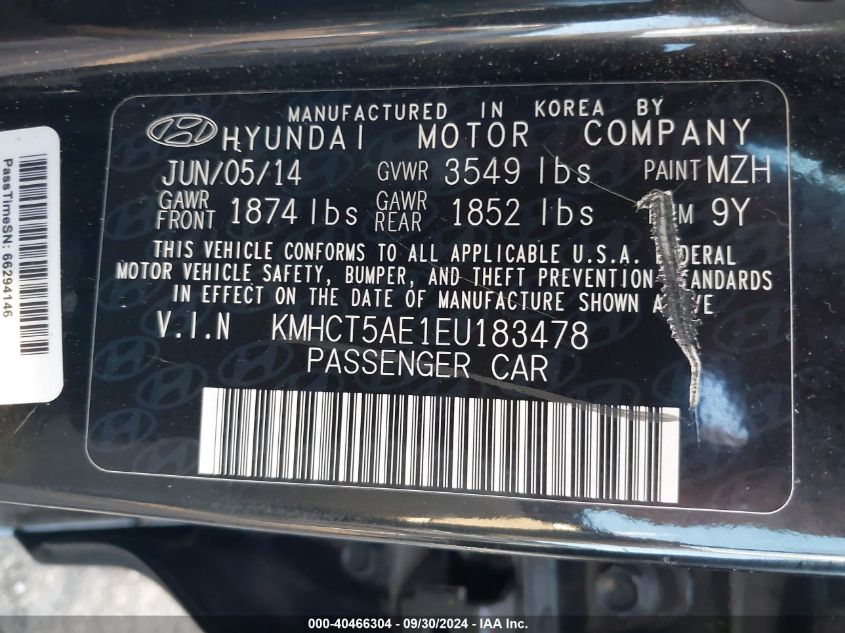 MANUFACTURED IN KOREA BY
HYUNDAI MOTOR COMPANY
JUN/05/14 GVWR 3549 lbs PAINT MZH
GAWR FRONT 1874 lbs GAWR REAR 1852 lbs 9Y
THIS VEHICLE CONFORMS TO ALL APPLICABLE U.S.A.
MOTOR VEHICLE SAFETY, BUMPER, AND THEFT PREVENTION
IN EFFECT ON THE DATE OF MANUFACTURE SHOWN
V.I.N KMHCT5AE1EU183478
PASSENGER CAR
PassTimeSN: 66294146
000-40466304 - 09/30/2024 - IAA Inc.